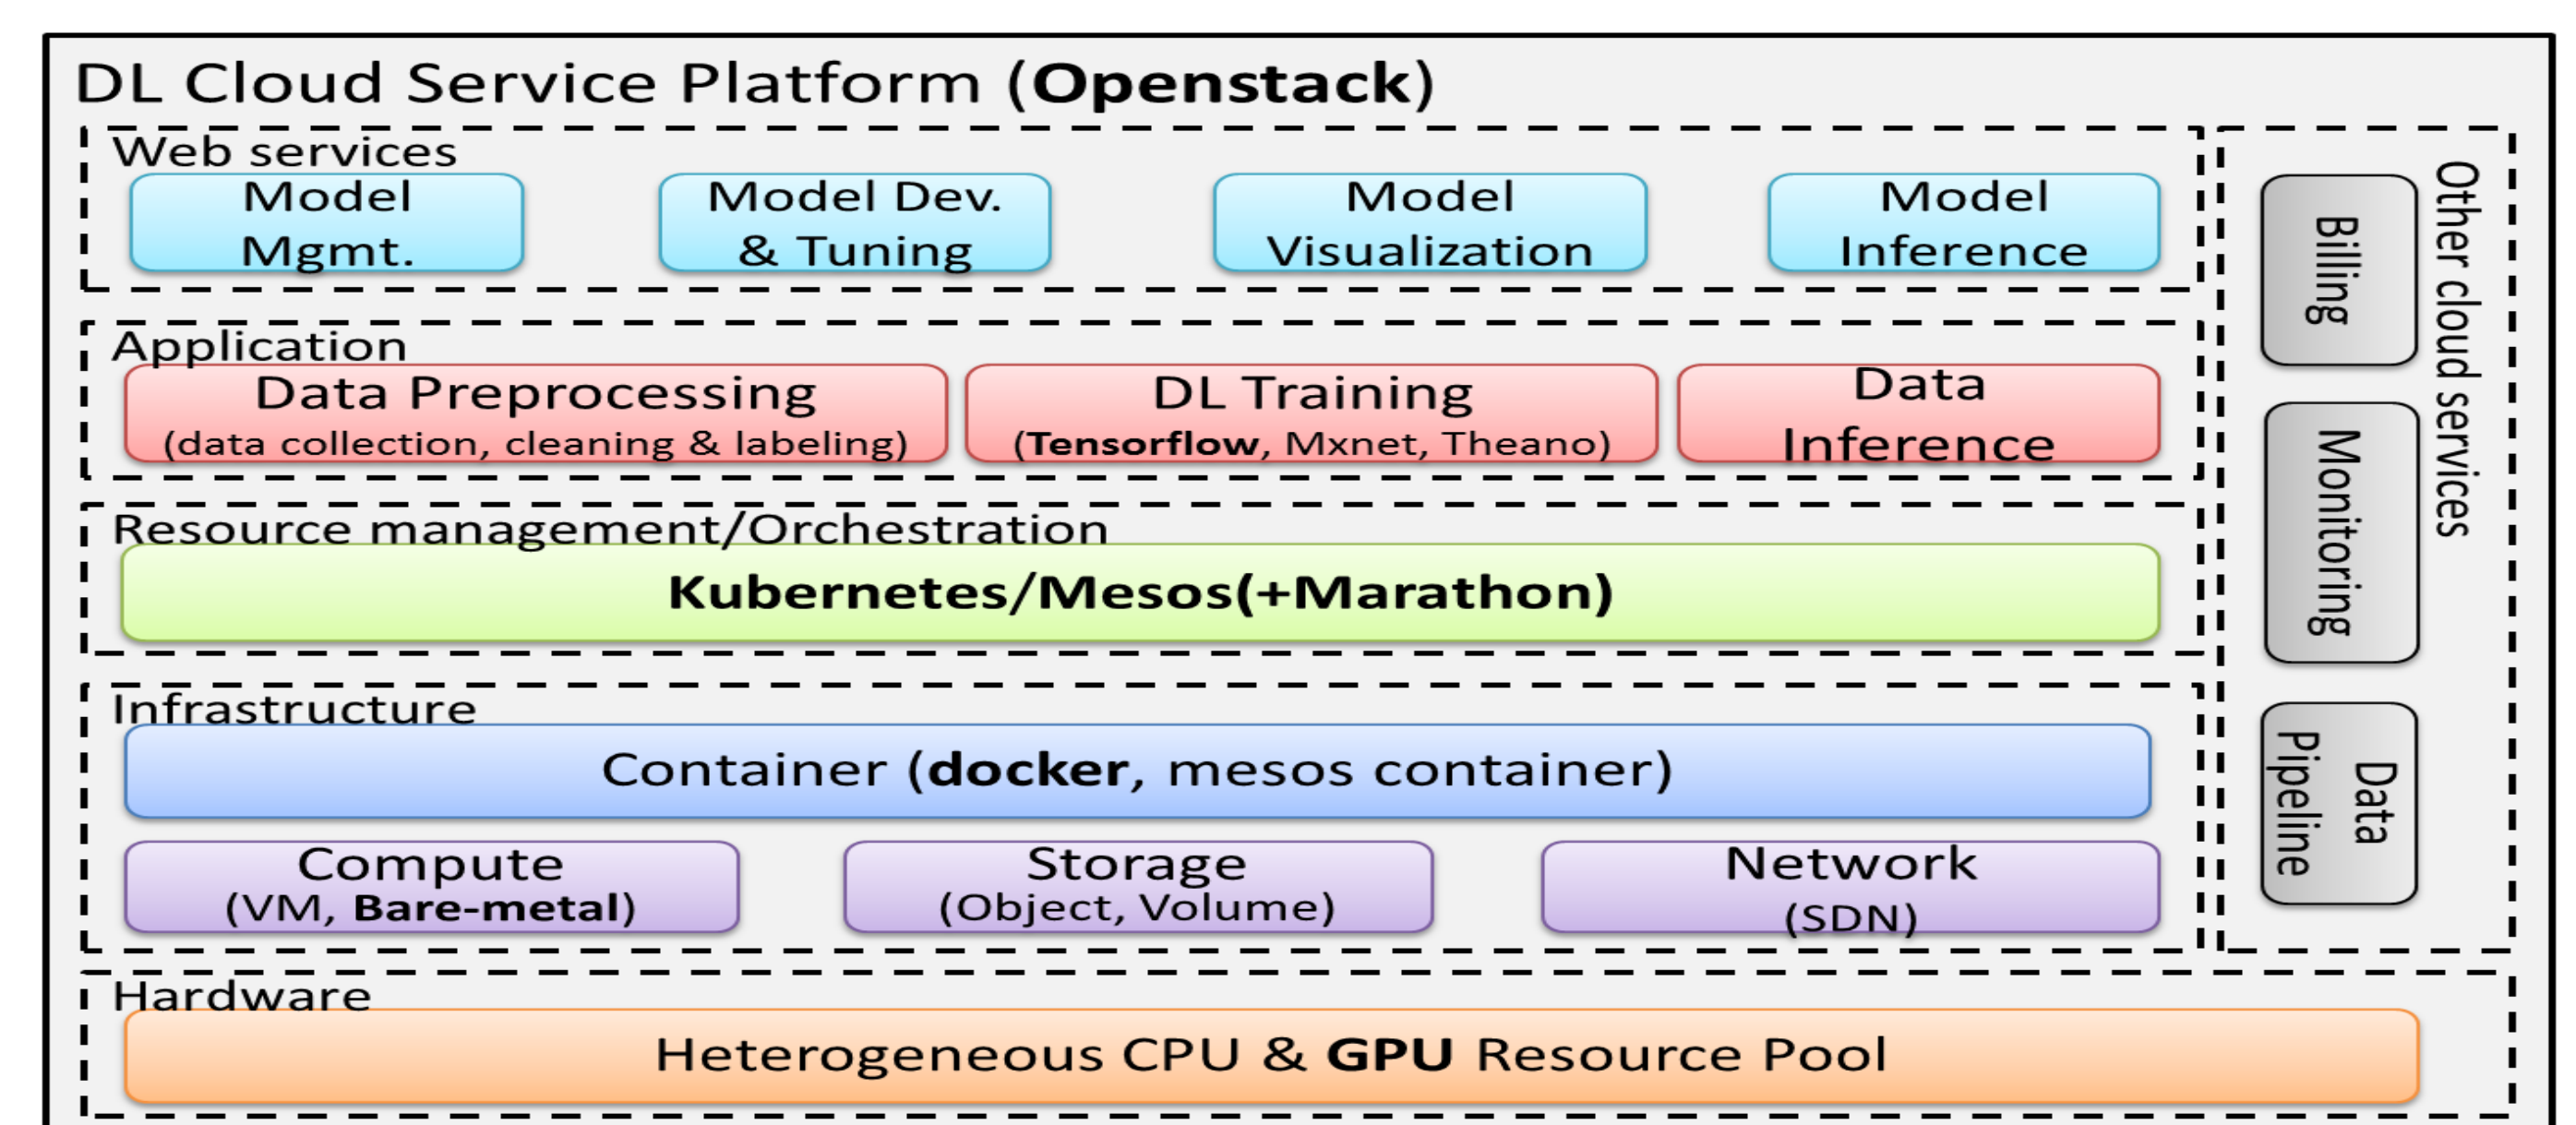 DL Cloud Service Platform (Openstack)
Web services
Model
Mgmt.
Model Dev.
& Tuning
Model
Visualization
Model
Inference
Application
Data Preprocessing
(data collection, cleaning & labeling)
DL Training
(Tensorflow, Mxnet, Theano)
Data
Inference
Resource management/Orchestration
Kubernetes/Mesos(+Marathon)
Infrastructure
Container (docker, mesos container)
Compute
(VM, Bare-metal)
Storage
(Object, Volume)
Network
(SDN)
Other cloud services
Billing
Monitoring
Data
Pipeline
Hardware
Heterogeneous CPU & GPU Resource Pool